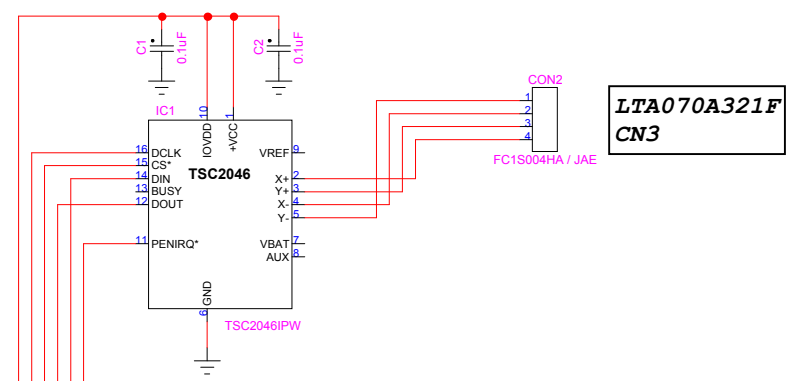 C1
0.1uF
C2
0.1uF
CON2
1
2
3
4
FC1S004HA / JAE
LTA070A321F
CN3
IC1
10
1
IOVDD
+VCC
TSC2046
16 DCLK
15 CS*
14 DIN
13 BUSY
12 DOUT
11 PENIRQ*
VREF 9
X+ 2
Y+ 3
X- 4
Y- 5
VBAT 7
AUX 8
GND
6
TSC2046IPW